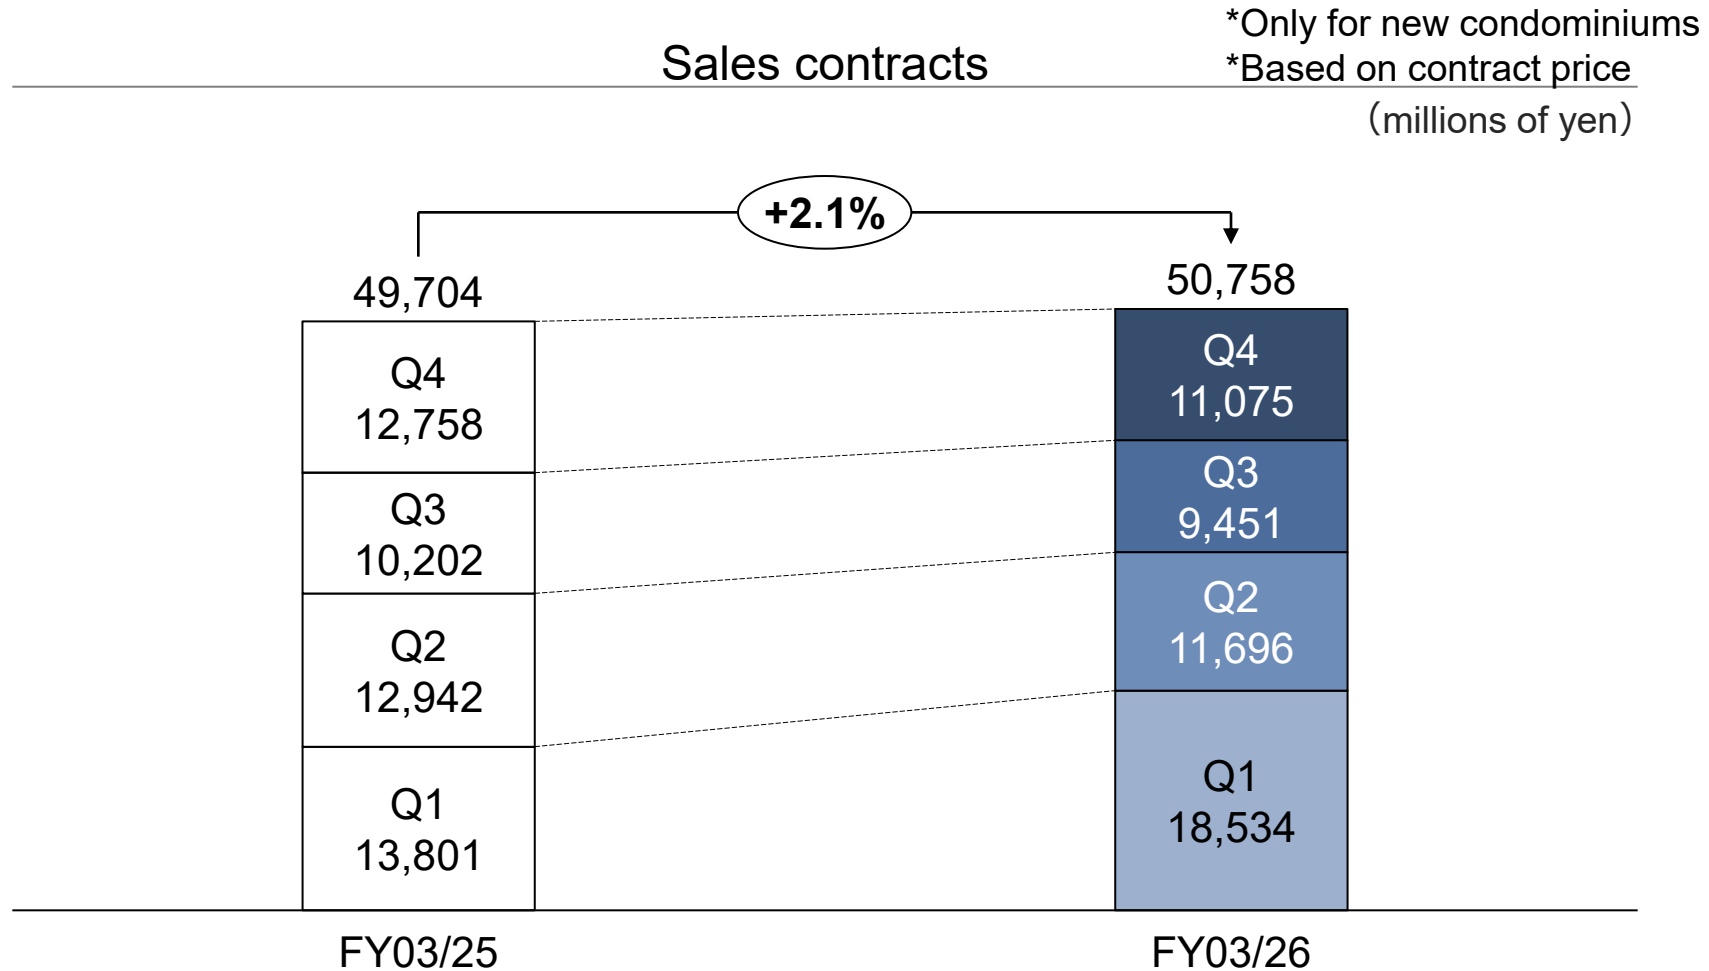 Sales contracts
*Only for new condominiums
*Based on contract price
(millions of yen)
+2.1%
49,704
50,758
Q4
12,758
Q3
10,202
Q2
12,942
Q1
13,801
Q4
11,075
Q3
9,451
Q2
11,696
Q1
18,534
FY03/25
FY03/26